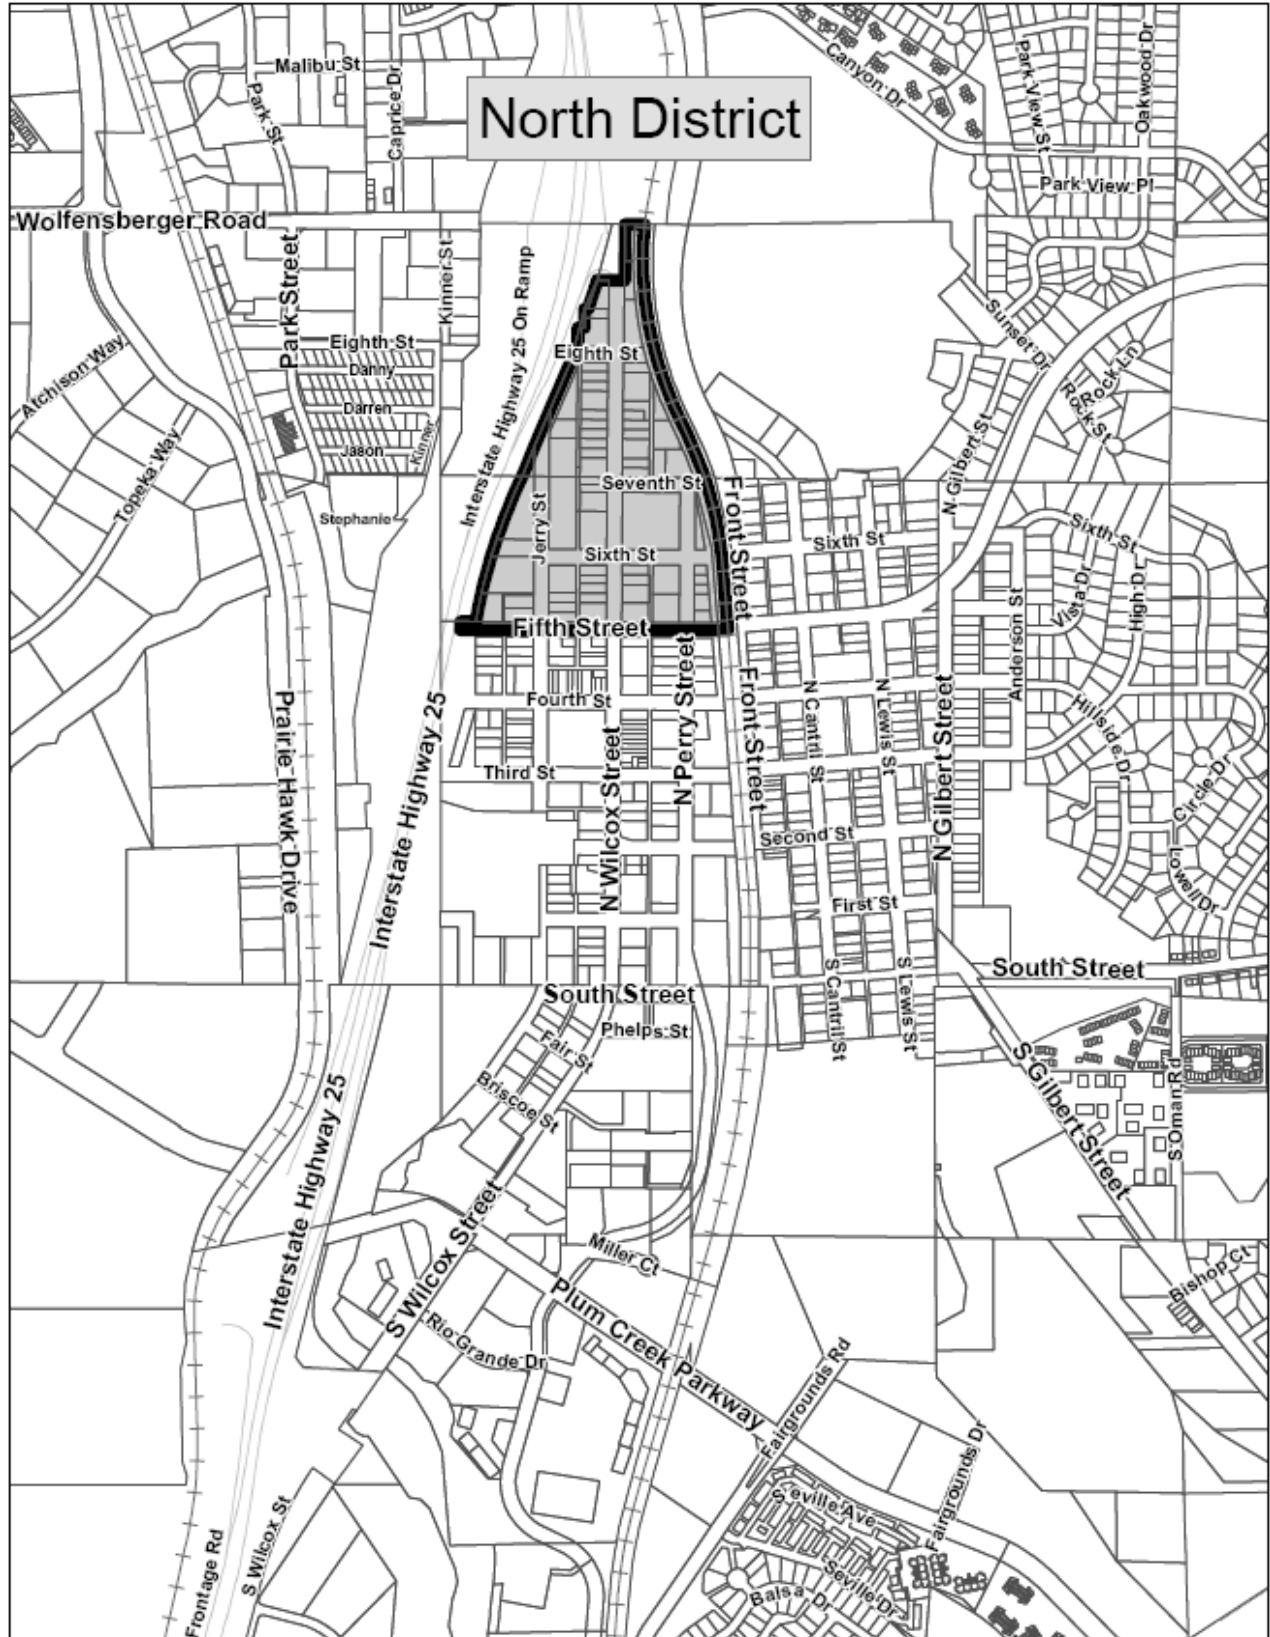 Malibu St
Park St
Caprice Dr
North District
Canyon Dr
Park View St
Oakwood Dr
Park View Pl
Wolfensberger Road
Park Street
Kinner St
Interstate Highway 25 On Ramp
Eighth St
Danny
Darren
Jason
Kinner
Stephanie
Atchison Way
Topeka Way
Eighth St
Seventh St
Jerry St
Sixth St
Fifth Street
Front Street
Sunset Dr
Rock Ln
Rock St
N Gilbert St
Sixth St
Sixth St
Vista Dr
High Dr
Anderson St
Prairie Hawk Drive
Interstate Highway 25
Fourth St
Third St
N Wilcox Street
N Perry Street
Front Street
N Cantril St
N Lewis St
N Gilbert Street
Hillside Dr
Circle Dr
Lowell Dr
Second St
First St
South Street
South Street
Phelps St
Fair St
Briscoe St
S Cantril St
S Lewis St
S Gilbert Street
S Oman Rd
Interstate Highway 25
S Wilcox Street
Miller Ct
Plum Creek Parkway
Rio Grande Dr
Bishop Ct
Fairgrounds Rd
Fairgrounds Dr
Seville Ave
Seville Dr
Balsa Dr
S Wilcox St
Frontage Rd